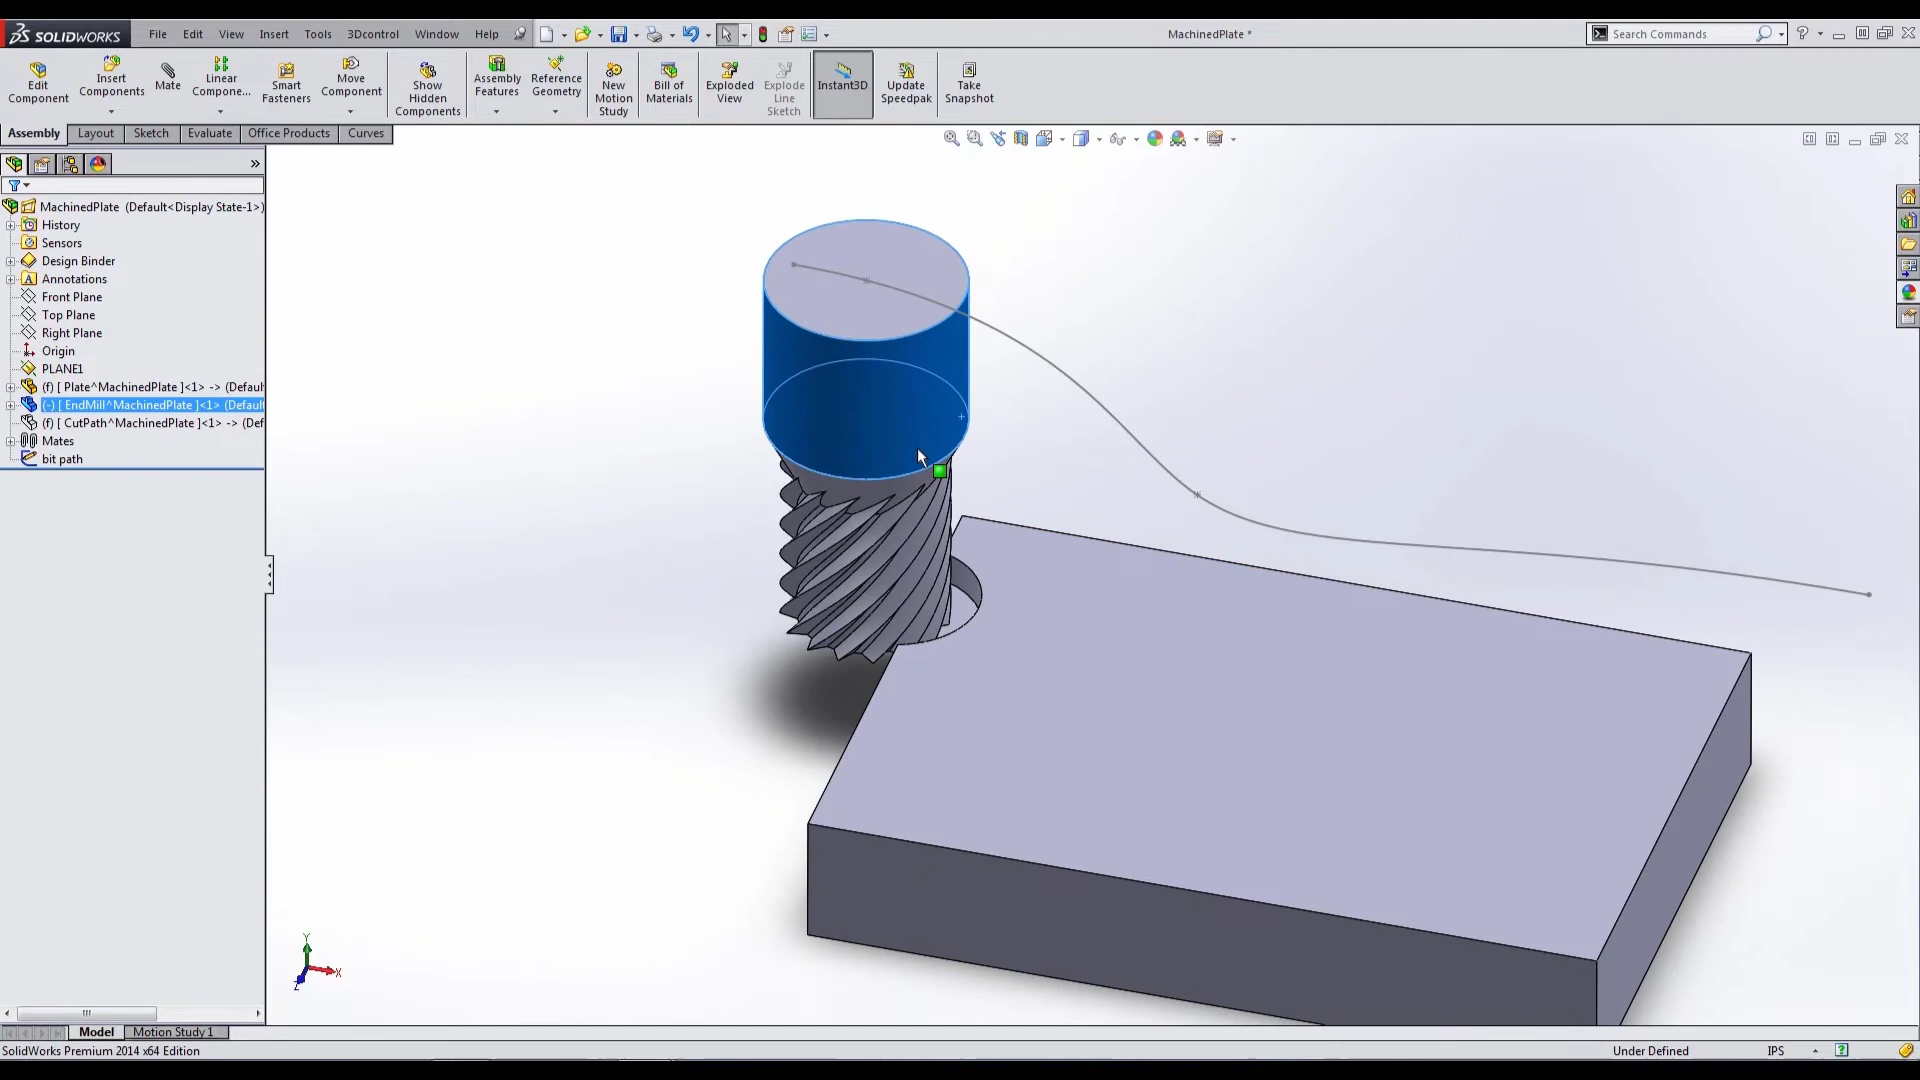 SOLIDWORKS File Edit View Insert Tools 3Dcontrol Window Help MachinedPlate * Search Commands
Edit Component
Insert Components
Mate
Linear Compone...
Smart Fasteners
Move Component
Show Hidden Components
Assembly Features
Reference Geometry
New Motion Study
Bill of Materials
Exploded View
Explode Line Sketch
Instant3D
Update Speedpak
Take Snapshot
Assembly Layout Sketch Evaluate Office Products Curves
MachinedPlate (Default<Display State-1>)
History
Sensors
Design Binder
Annotations
Front Plane
Top Plane
Right Plane
Origin
PLANE1
(f) [ Plate^MachinedPlate ]<1> -> (Defaul
(-) [ EndMill^MachinedPlate ]<1> (Default
(f) [ CutPath^MachinedPlate ]<1> -> (Def
Mates
bit path
Y
X
Z
Model Motion Study 1
SolidWorks Premium 2014 x64 Edition Under Defined IPS